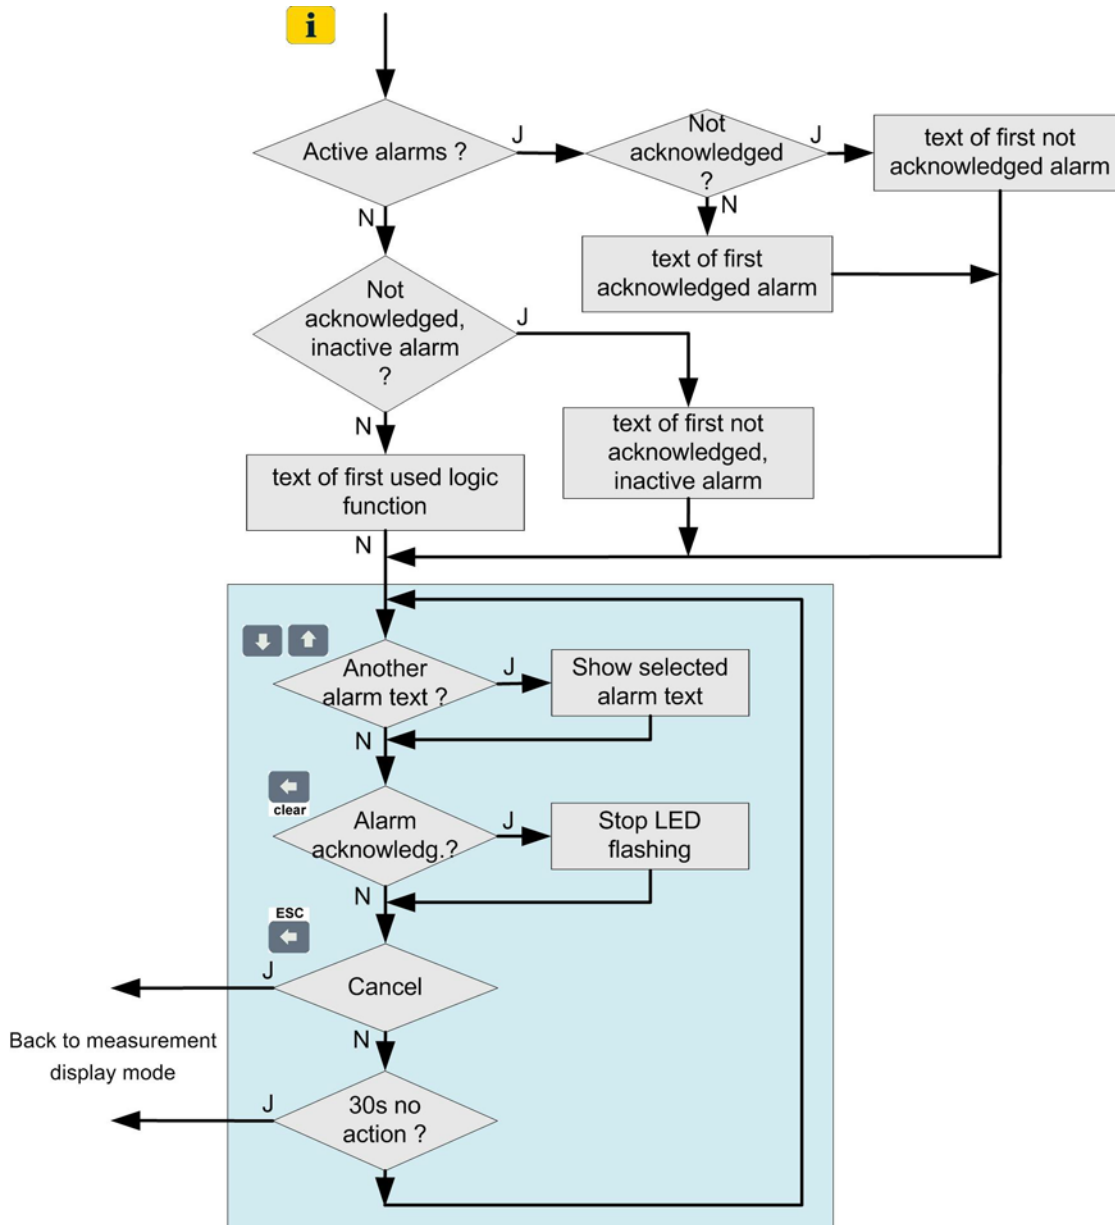 i
Active alarms ?
J
Not
acknowledged
?
J
text of first not
acknowledged alarm
N
N
text of first
acknowledged alarm
Not
acknowledged,
inactive alarm
?
J
N
text of first not
acknowledged,
inactive alarm
text of first used logic
function
N
Another
alarm text ?
J
Show selected
alarm text
N
clear
Alarm
acknowledg.?
J
Stop LED
flashing
N
ESC
J
Cancel
Back to measurement
display mode
N
J
30s no
action ?